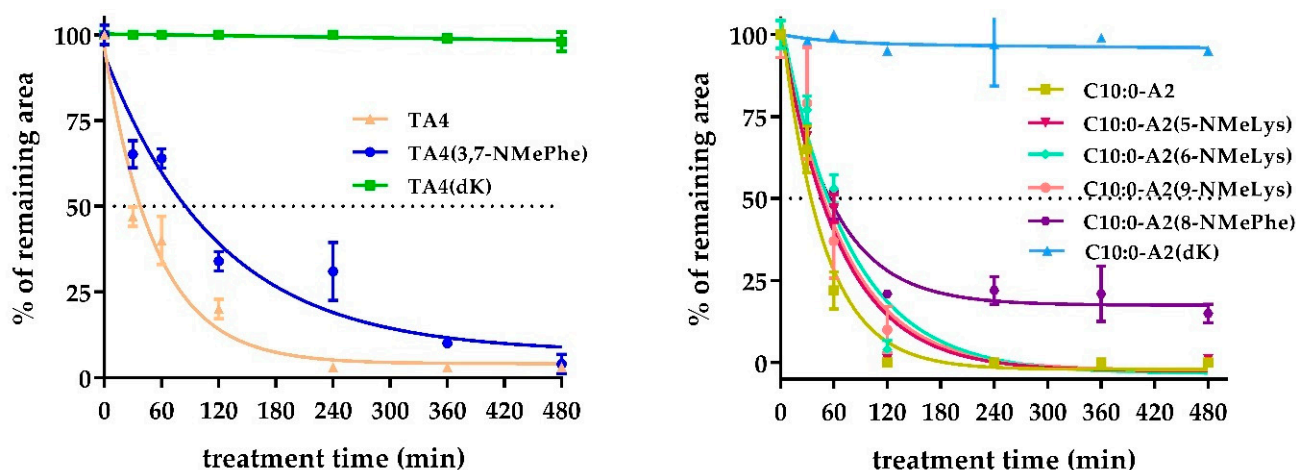 % of remaining area
100
75
50
25
0
0 60 120 180 240 300 360 420 480
treatment time (min)
TA4
TA4(3,7-NMePhe)
TA4(dK)
% of remaining area
100
75
50
25
0
0 60 120 180 240 300 360 420 480
treatment time (min)
C10:0-A2
C10:0-A2(5-NMeLys)
C10:0-A2(6-NMeLys)
C10:0-A2(9-NMeLys)
C10:0-A2(8-NMePhe)
C10:0-A2(dK)